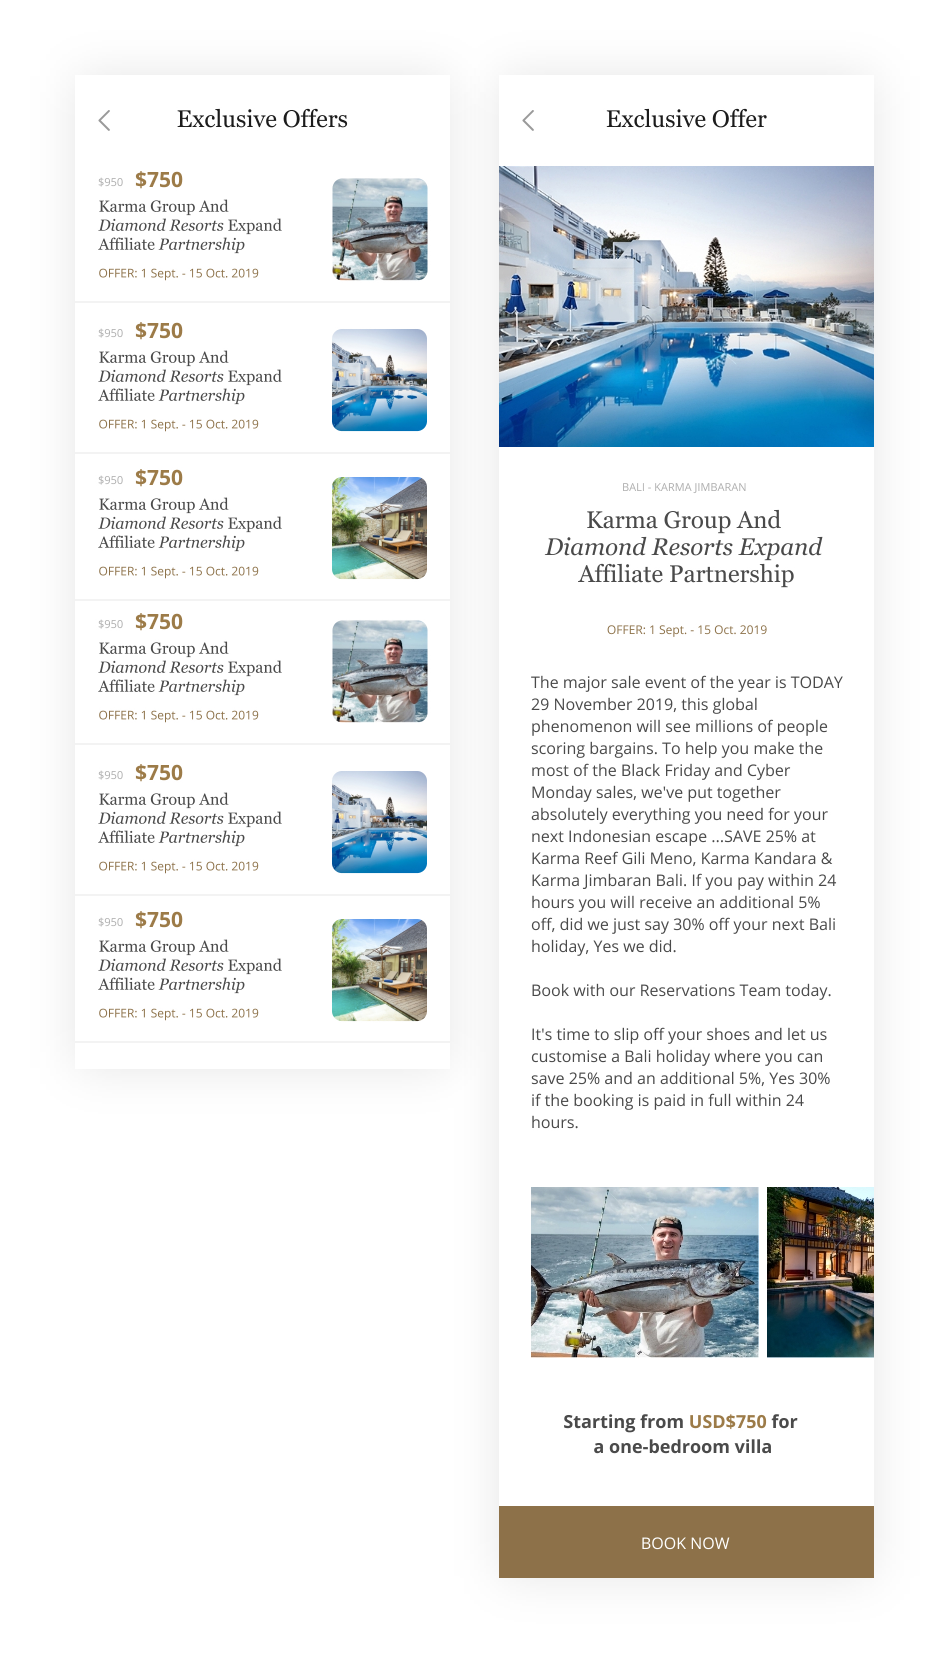 Exclusive Offers
$950 $750
Karma Group And
Diamond Resorts Expand
Affiliate Partnership
OFFER: 1 Sept. - 15 Oct. 2019
$950 $750
Karma Group And
Diamond Resorts Expand
Affiliate Partnership
OFFER: 1 Sept. - 15 Oct. 2019
$950 $750
Karma Group And
Diamond Resorts Expand
Affiliate Partnership
OFFER: 1 Sept. - 15 Oct. 2019
$950 $750
Karma Group And
Diamond Resorts Expand
Affiliate Partnership
OFFER: 1 Sept. - 15 Oct. 2019
$950 $750
Karma Group And
Diamond Resorts Expand
Affiliate Partnership
OFFER: 1 Sept. - 15 Oct. 2019
$950 $750
Karma Group And
Diamond Resorts Expand
Affiliate Partnership
OFFER: 1 Sept. - 15 Oct. 2019
Exclusive Offer
BALI - KARMA JIMBARAN
Karma Group And
Diamond Resorts Expand
Affiliate Partnership
OFFER: 1 Sept. - 15 Oct. 2019
The major sale event of the year is TODAY
29 November 2019, this global
phenomenon will see millions of people
scoring bargains. To help you make the
most of the Black Friday and Cyber
Monday sales, we've put together
absolutely everything you need for your
next Indonesian escape ...SAVE 25% at
Karma Reef Gili Meno, Karma Kandara &
Karma Jimbaran Bali. If you pay within 24
hours you will receive an additional 5%
off, did we just say 30% off your next Bali
holiday, Yes we did.
Book with our Reservations Team today.
It's time to slip off your shoes and let us
customise a Bali holiday where you can
save 25% and an additional 5%, Yes 30%
if the booking is paid in full within 24
hours.
Starting from USD$750 for
a one-bedroom villa
BOOK NOW